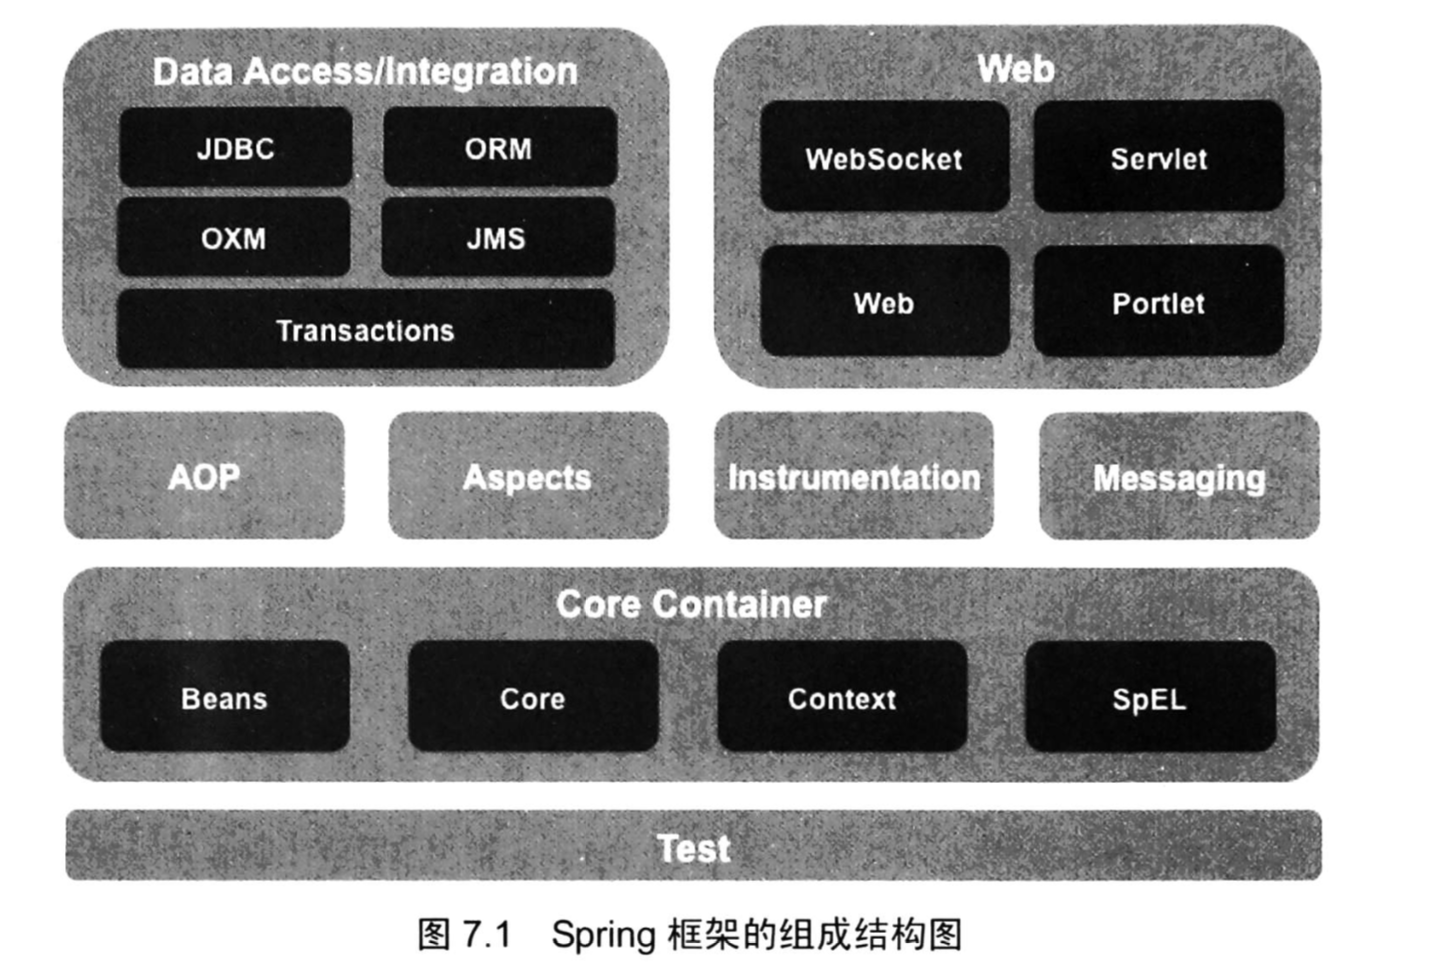 Data Access/Integration
JDBC
ORM
OXM
JMS
Transactions
Web
WebSocket
Servlet
Web
Portlet
AOP
Aspects
Instrumentation
Messaging
Core Container
Beans
Core
Context
SpEL
Test
图 7.1 Spring 框架的组成结构图